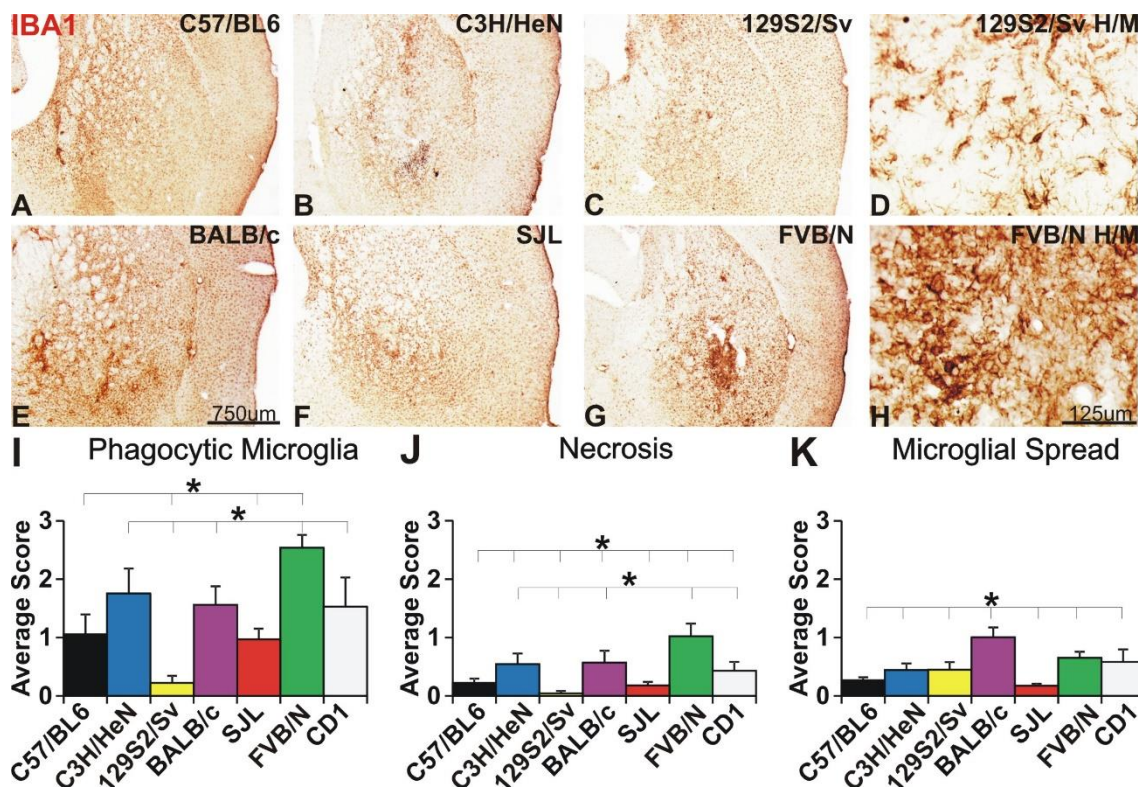 IBA1
C57/BL6
A
C3H/HeN
B
129S2/Sv
C
129S2/Sv H/M
D
BALB/c
E
750um
SJL
F
FVB/N
G
FVB/N H/M
H
125um
I Phagocytic Microglia
*
*
Average Score
3
2
1
0
C57/BL6
C3H/HeN
129S2/Sv
BALB/c
SJL
FVB/N
CD1
J Necrosis
*
*
Average Score
3
2
1
0
C57/BL6
C3H/HeN
129S2/Sv
BALB/c
SJL
FVB/N
CD1
K Microglial Spread
*
Average Score
3
2
1
0
C57/BL6
C3H/HeN
129S2/Sv
BALB/c
SJL
FVB/N
CD1